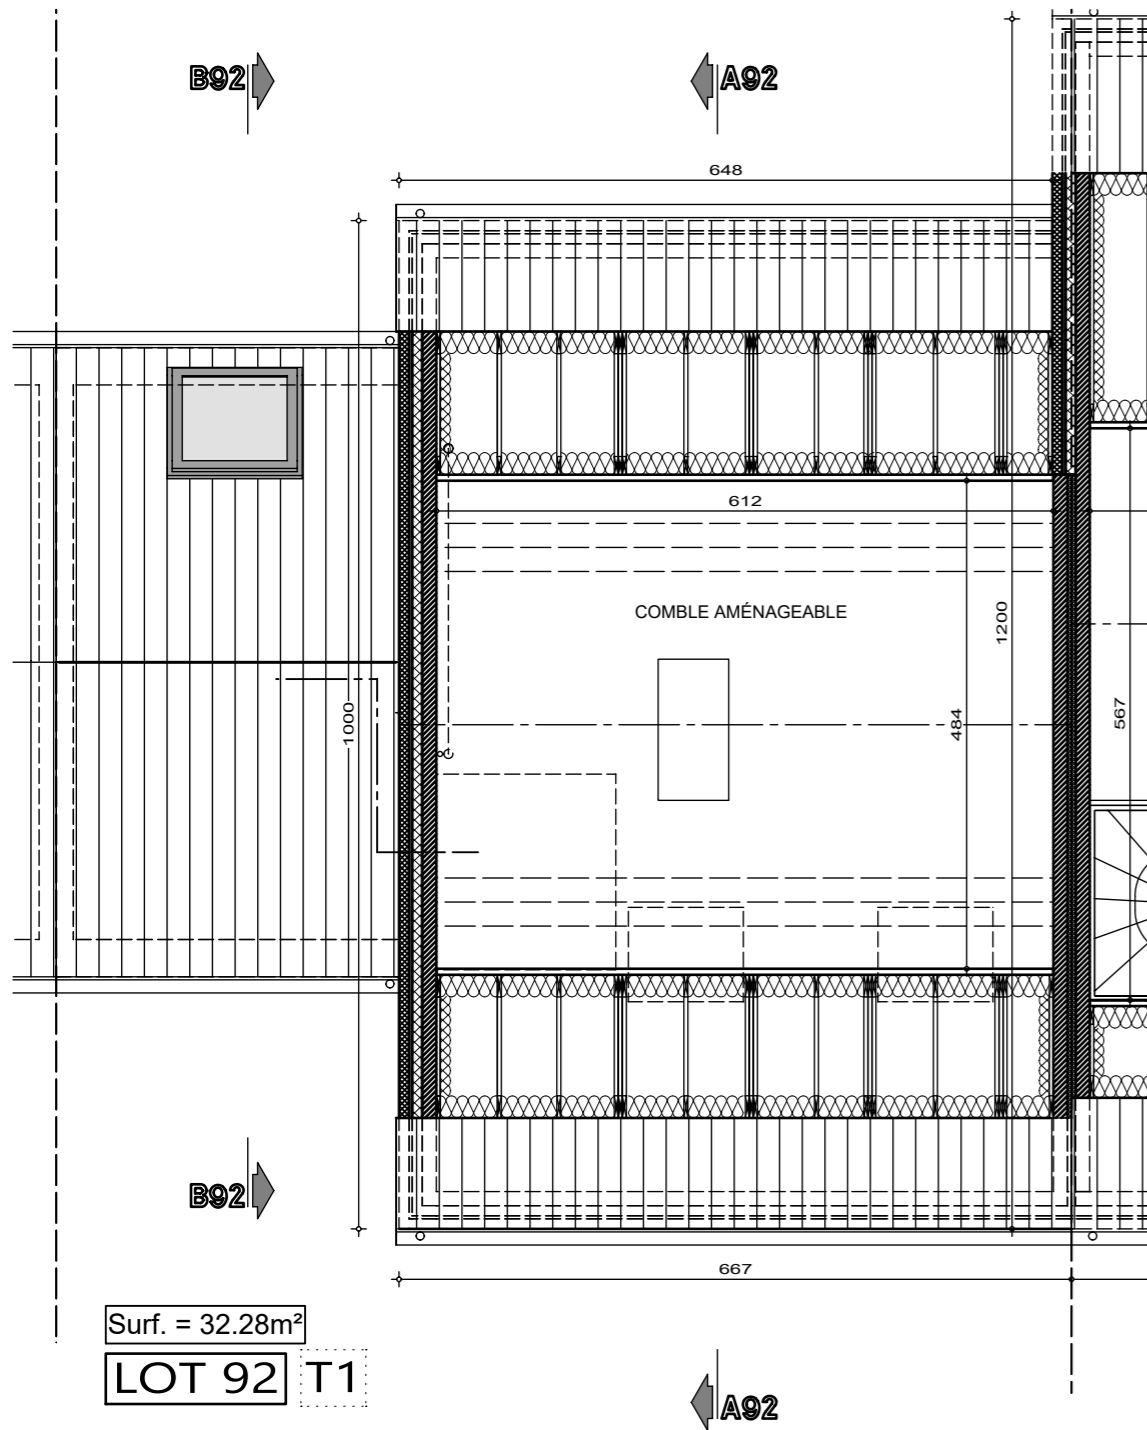 B92
A92
648
612
COMBLE AMÉNAGEABLE
1200
1000
484
567
B92
667
Surf. = 32.28m²
LOT 92 T1
A92